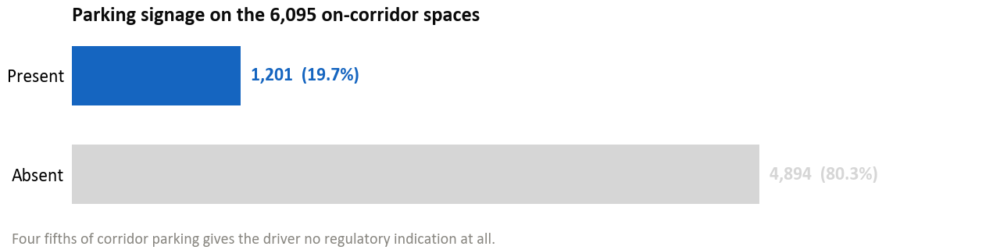 Parking signage on the 6,095 on-corridor spaces
Present 1,201 (19.7%)
Absent 4,894 (80.3%)
Four fifths of corridor parking gives the driver no regulatory indication at all.